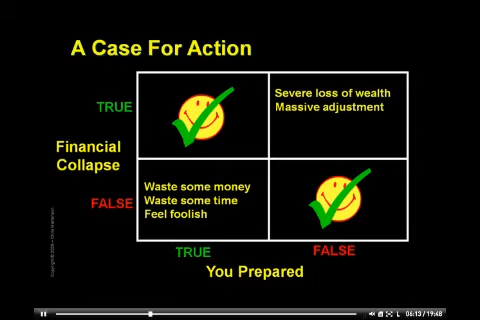 A Case For Action
TRUE
Severe loss of wealth
Massive adjustment
Financial
Collapse
FALSE
Waste some money
Waste some time
Feel foolish
TRUE
FALSE
You Prepared
06:13 / 19:48